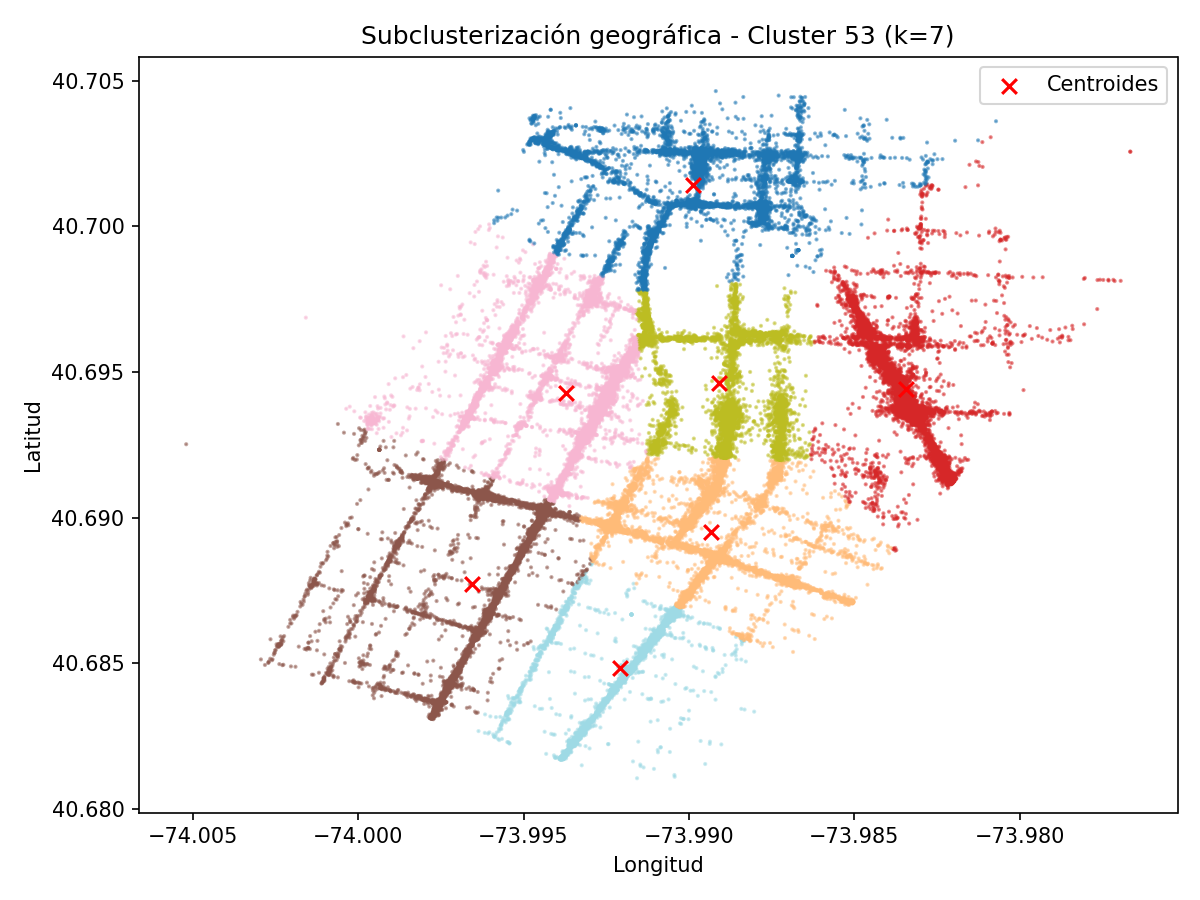 Subclusterización geográfica - Cluster 53 (k=7)
Centroides
40.705
40.700
40.695
40.690
40.685
40.680
Latitud
−74.005 −74.000 −73.995 −73.990 −73.985 −73.980
Longitud